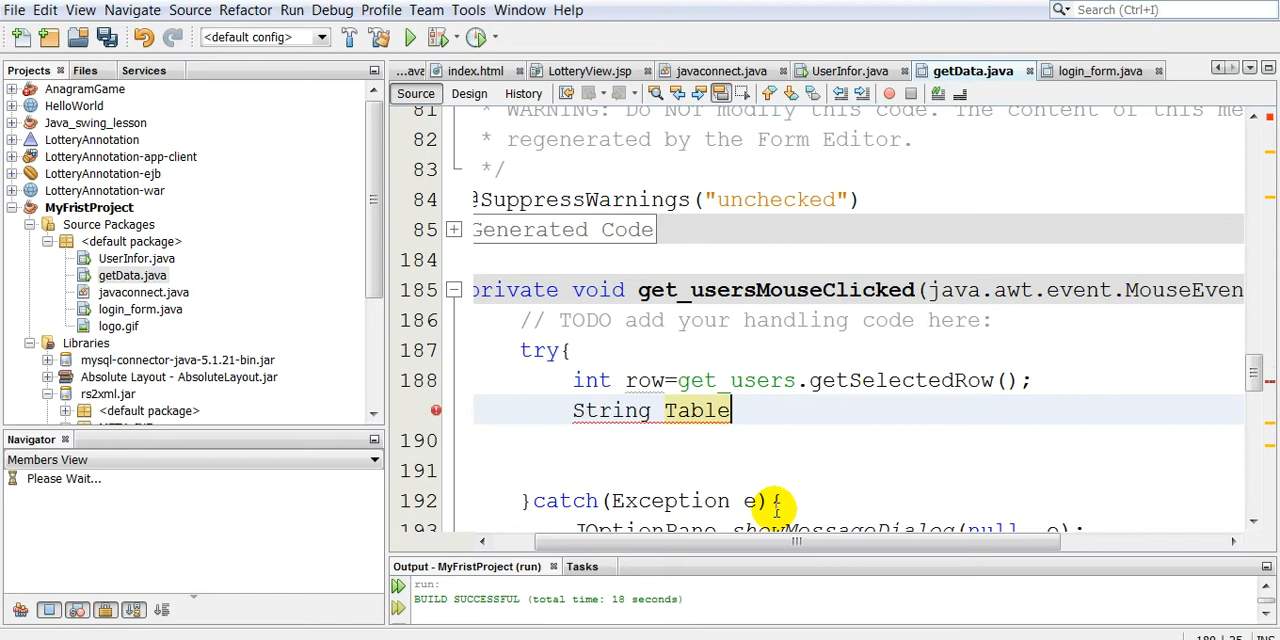 File Edit View Navigate Source Refactor Run Debug Profile Team Tools Window Help
Search (Ctrl+I)
<default config>
Projects Files Services
...ava index.html LotteryView.jsp javaconnect.java UserInfor.java getData.java login_form.java
Source Design History
AnagramGame
HelloWorld
Java_swing_lesson
LotteryAnnotation
LotteryAnnotation-app-client
LotteryAnnotation-ejb
LotteryAnnotation-war
MyFristProject
Source Packages
<default package>
UserInfor.java
getData.java
javaconnect.java
login_form.java
logo.gif
Libraries
mysql-connector-java-5.1.21-bin.jar
Absolute Layout - AbsoluteLayout.jar
rs2xml.jar
<default package>
Navigator
Members View
Please Wait...
81 * WARNING: Do NOT modify this code. The content of this me
82 * regenerated by the Form Editor.
83 */
84 @SuppressWarnings("unchecked")
85 Generated Code
184
185 private void get_usersMouseClicked(java.awt.event.MouseEven
186 // TODO add your handling code here:
187 try{
188 int row=get_users.getSelectedRow();
String Table
190
191
192 }catch(Exception e){
193 JOptionPane.showMessageDialog(null, e);
Output - MyFristProject (run) Tasks
run:
BUILD SUCCESSFUL (total time: 18 seconds)
189 | 25 INS